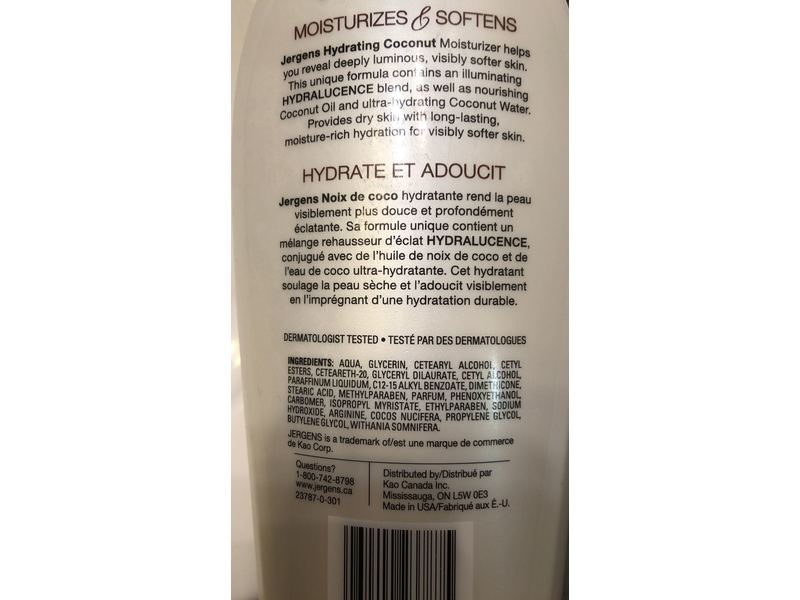 MOISTURIZES & SOFTENS
Jergens Hydrating Coconut Moisturizer helps
you reveal deeply luminous, visibly softer skin.
This unique formula contains an illuminating
HYDRALUCENCE blend, as well as nourishing
Coconut Oil and ultra-hydrating Coconut Water.
Provides dry skin with long-lasting,
moisture-rich hydration for visibly softer skin.
HYDRATE ET ADOUCIT
Jergens Noix de coco hydratante rend la peau
visiblement plus douce et profondément
éclatante. Sa formule unique contient un
mélange rehausseur d'éclat HYDRALUCENCE,
conjugué avec de l'huile de noix de coco et de
l'eau de coco ultra-hydratante. Cet hydratant
soulage la peau sèche et l'adoucit visiblement
en l'imprégnant d'une hydratation durable.
DERMATOLOGIST TESTED • TESTÉ PAR DES DERMATOLOGUES
INGREDIENTS: AQUA, GLYCERIN, CETEARYL ALCOHOL, CETYL
ESTERS, CETEARETH-20, GLYCERYL DILAURATE, CETYL ALCOHOL,
PARAFFINUM LIQUIDUM, C12-15 ALKYL BENZOATE, DIMETHICONE,
STEARIC ACID, METHYLPARABEN, PARFUM, PHENOXYETHANOL,
CARBOMER, ISOPROPYL MYRISTATE, ETHYLPARABEN, SODIUM
HYDROXIDE, ARGININE, COCOS NUCIFERA, PROPYLENE GLYCOL,
BUTYLENE GLYCOL, WITHANIA SOMNIFERA.
JERGENS is a trademark of/est une marque de commerce
de Kao Corp.
Questions?
1-800-742-8798
www.jergens.ca
23787-0-301
Distributed by/Distribué par
Kao Canada Inc.
Mississauga, ON L5W 0E3
Made in USA/Fabriqué aux É.-U.